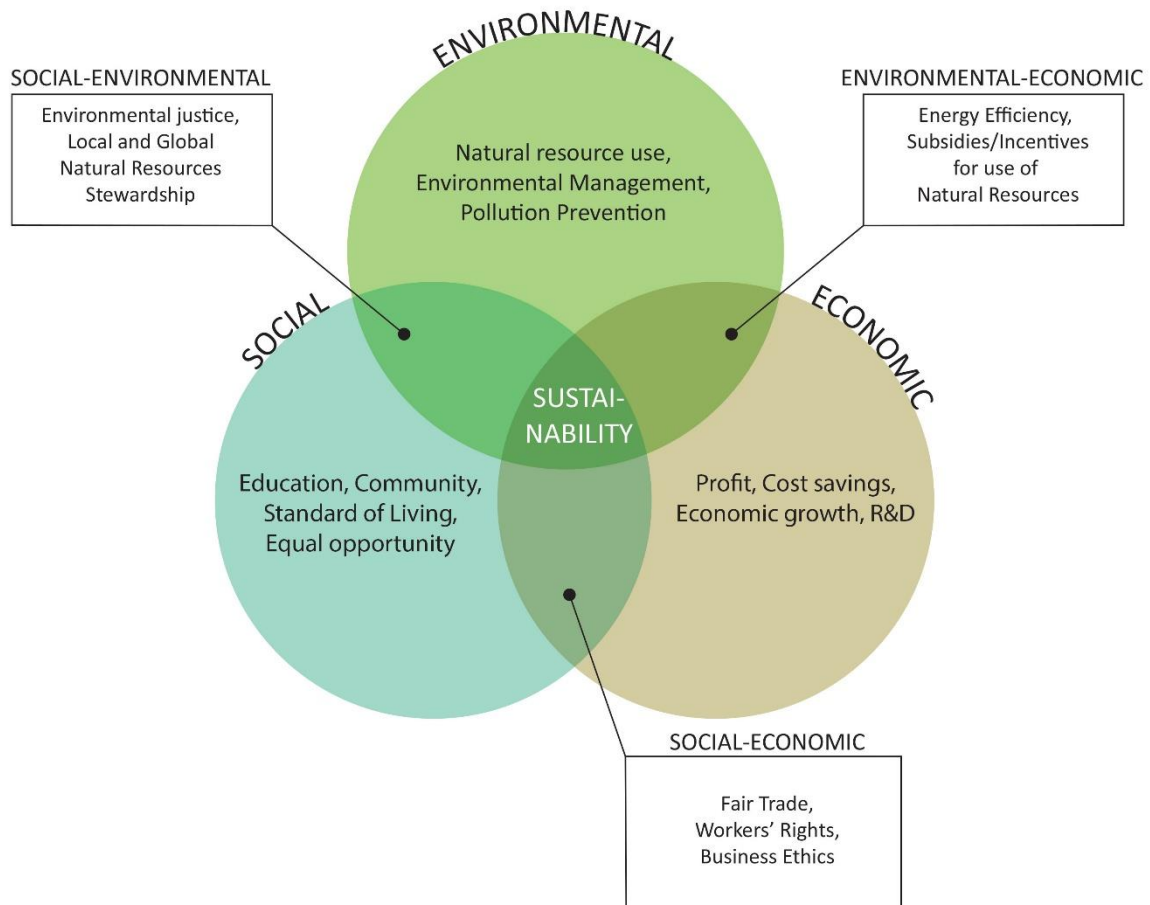 ENVIRONMENTAL
SOCIAL-ENVIRONMENTAL
Environmental justice,
Local and Global
Natural Resources
Stewardship
ENVIRONMENTAL-ECONOMIC
Energy Efficiency,
Subsidies/Incentives
for use of
Natural Resources
Natural resource use,
Environmental Management,
Pollution Prevention
SOCIAL
ECONOMIC
SUSTAI-
NABILITY
Education, Community,
Standard of Living,
Equal opportunity
Profit, Cost savings,
Economic growth, R&D
SOCIAL-ECONOMIC
Fair Trade,
Workers’ Rights,
Business Ethics